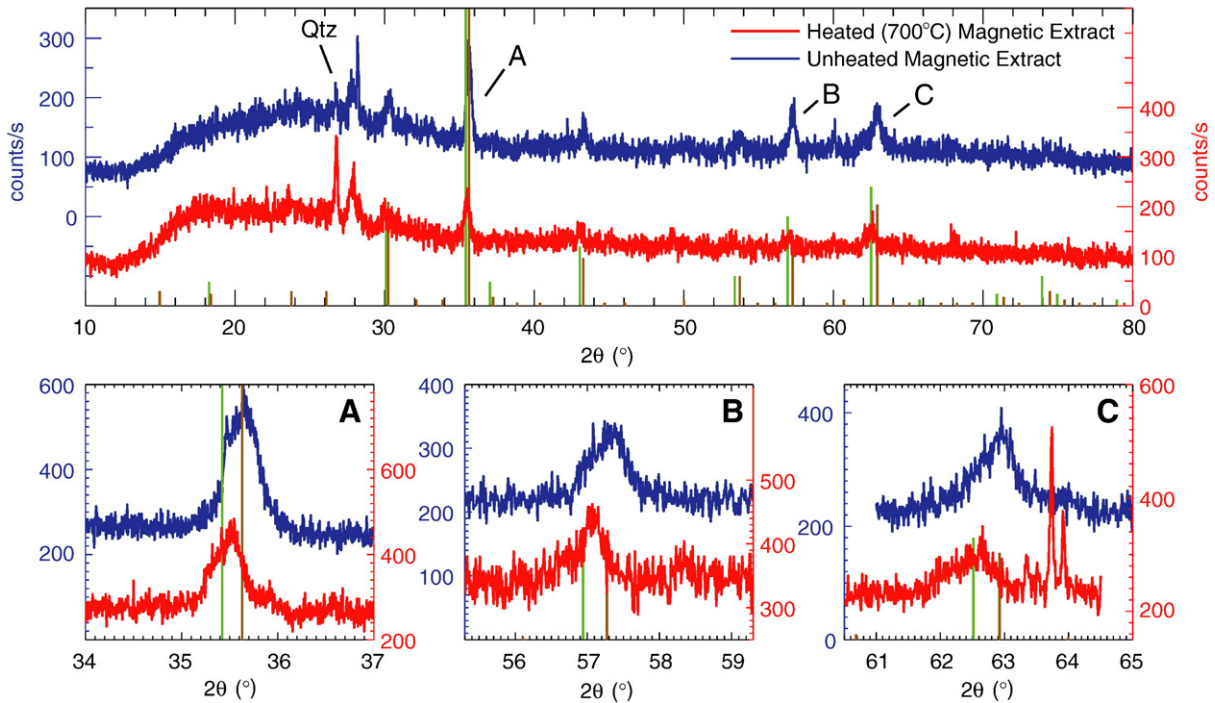 Heated (700°C) Magnetic Extract
Unheated Magnetic Extract
Qtz
A
B
C
300
200
100
0
counts/s
400
300
200
100
0
counts/s
10 20 30 40 50 60 70 80
2θ (°)
A
600
400
200
600
400
200
34 35 36 37
2θ (°)
B
400
300
200
100
500
400
300
56 57 58 59
2θ (°)
C
400
200
0
600
400
200
61 62 63 64 65
2θ (°)